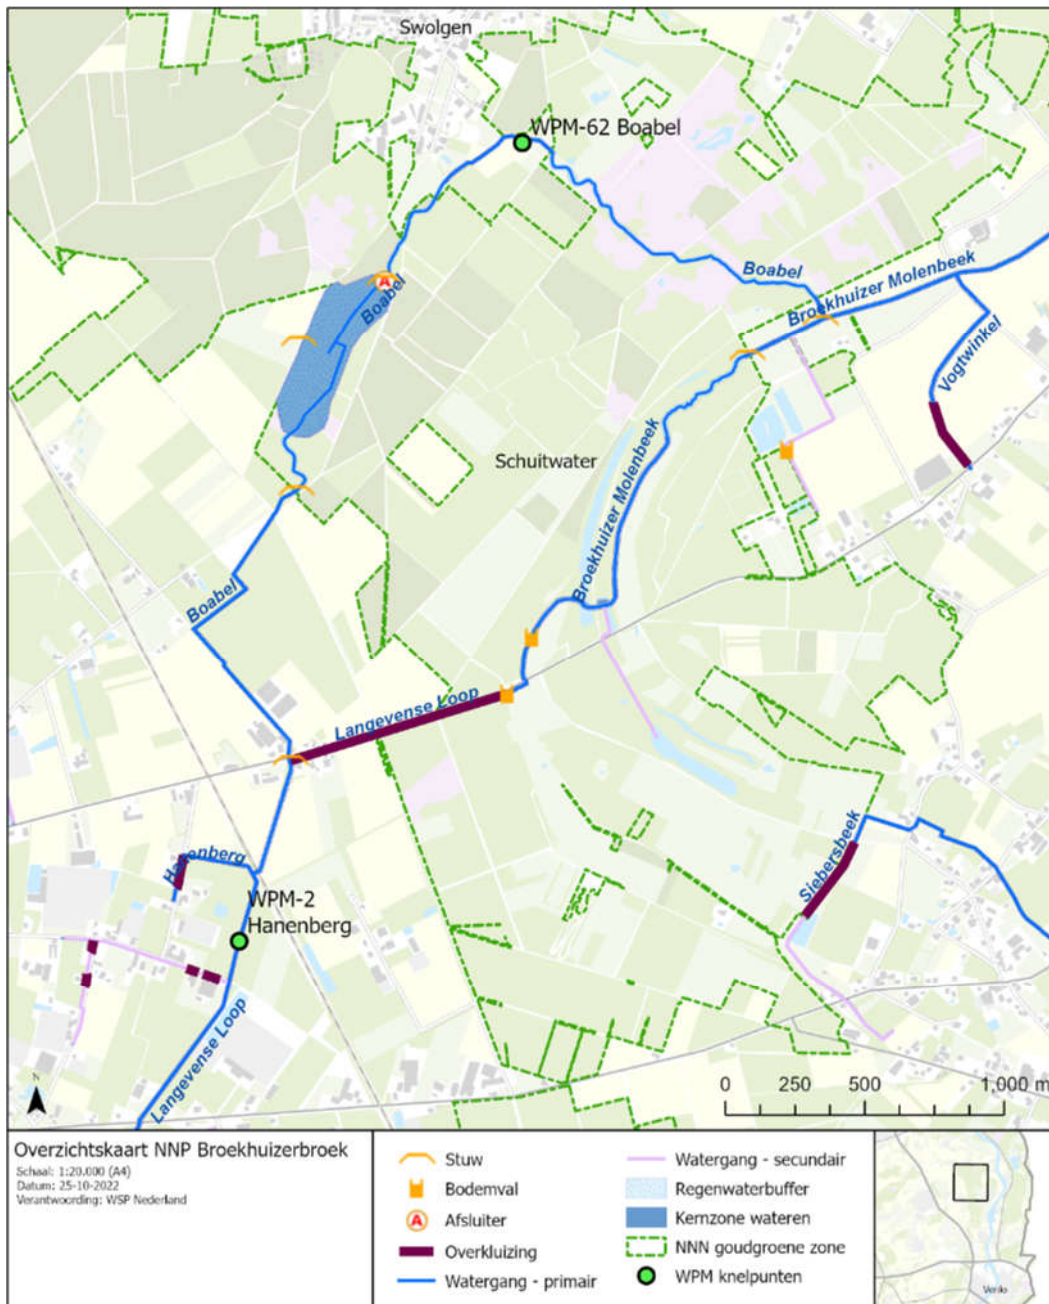 Swolgen
WPM-62 Boabel
Boabel
Broekhuizer Molenbeek
Boabel
Vogtwinkel
Schuitwater
Broekhuizer Molenbeek
Boabel
Langevense Loop
Hanenberg
WPM-2
Hanenberg
Siebersbeek
Langevense Loop
N
0 250 500 1.000 m
Overzichtskaart NNP Broekhuizerbroek
Schaal: 1:20.000 (A4)
Datum: 25-10-2022
Verantwoording: WSP Nederland
Stuw
Bodemval
A Afsluiter
Overkluizing
Watergang - primair
Watergang - secundair
Regenwaterbuffer
Kernzone wateren
NNN goudgroene zone
WPM knelpunten
Venlo